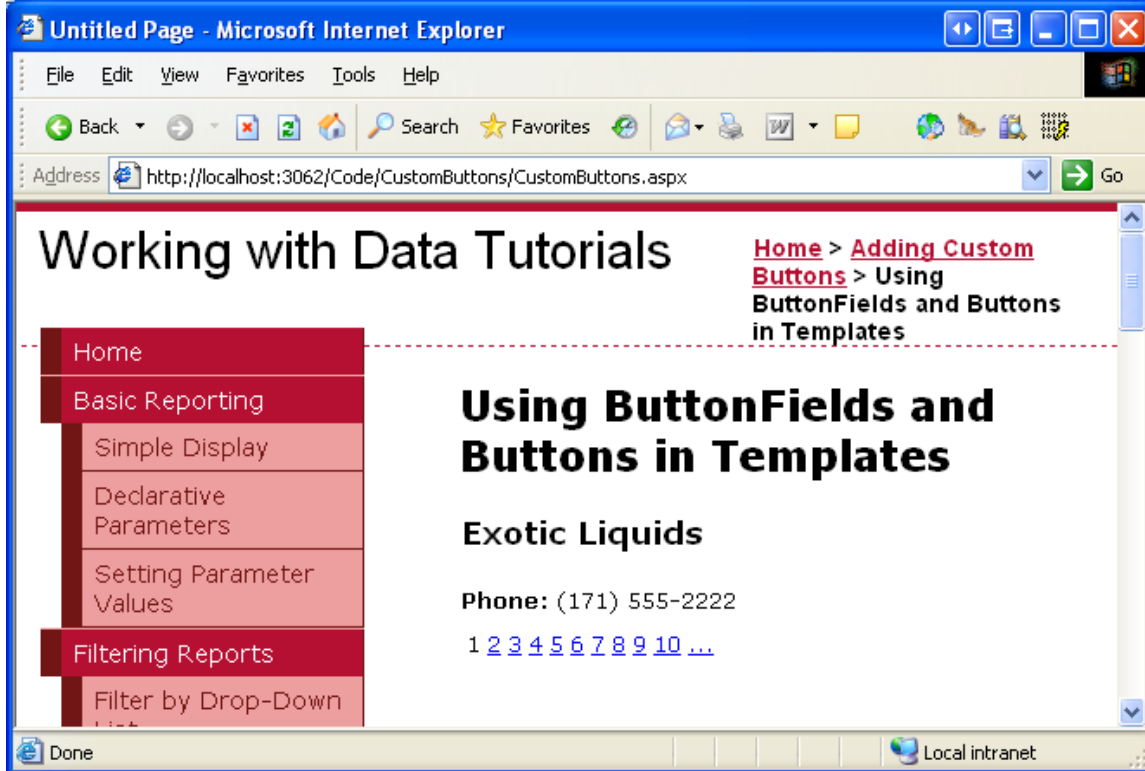 Untitled Page - Microsoft Internet Explorer
File Edit View Favorites Tools Help
Back Search Favorites
Address http://localhost:3062/Code/CustomButtons/CustomButtons.aspx Go
Working with Data Tutorials
Home > Adding Custom
Buttons > Using
ButtonFields and Buttons
in Templates
Home
Basic Reporting
Simple Display
Declarative
Parameters
Setting Parameter
Values
Filtering Reports
Filter by Drop-Down
Using ButtonFields and
Buttons in Templates
Exotic Liquids
Phone: (171) 555-2222
1 2 3 4 5 6 7 8 9 10 ...
Done
Local intranet